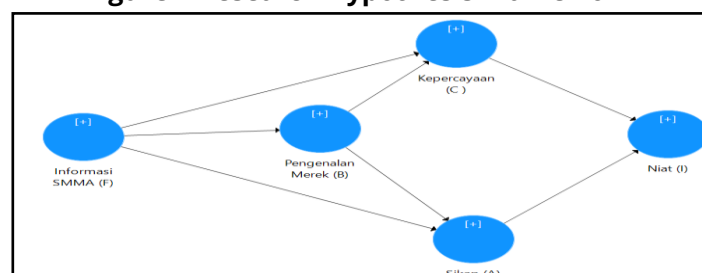 [+]
Kepercayaan
(C )
[+]
Informasi
SMMA (F)
[+]
Pengenalan
Merek (B)
[+]
Niat (I)
[+]